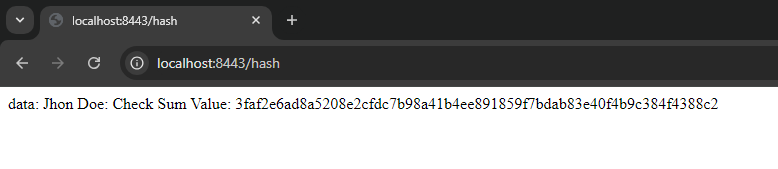 localhost:8443/hash
localhost:8443/hash
data: Jhon Doe: Check Sum Value: 3faf2e6ad8a5208e2cfdc7b98a41b4ee891859f7bdab83e40f4b9c384f4388c2